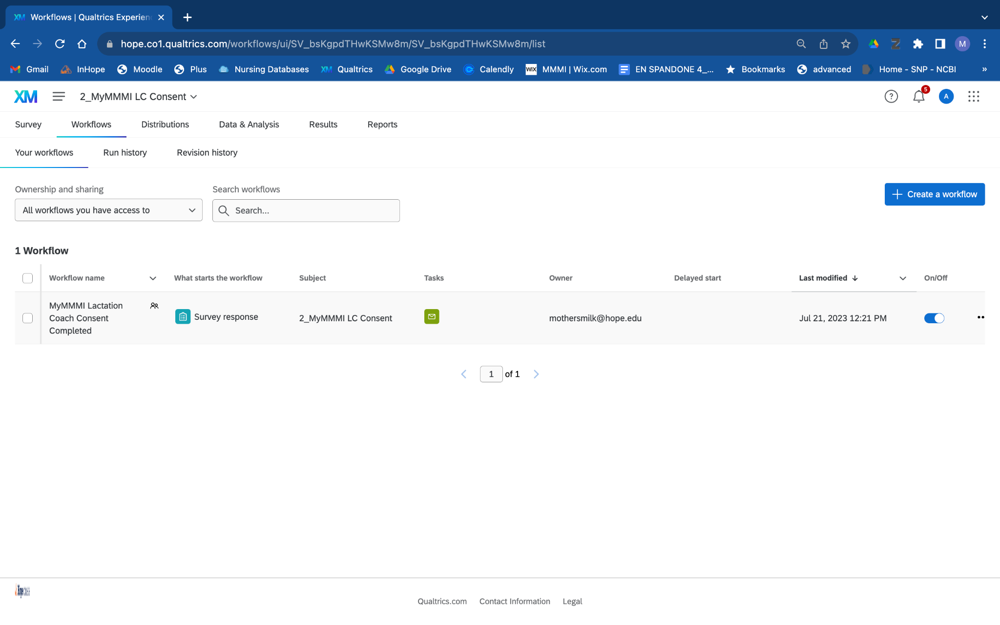 XM Workflows | Qualtrics Experien
hope.co1.qualtrics.com/workflows/ui/SV_bsKgpdTHwKSMw8m/SV_bsKgpdTHwKSMw8m/list
M
Gmail InHope Moodle Plus Nursing Databases XM Qualtrics Google Drive Calendly WIX MMMI | Wix.com EN SPANDONE 4_... Bookmarks advanced Home - SNP - NCBI »
XM 2_MyMMMI LC Consent ? 5 A
Survey Workflows Distributions Data & Analysis Results Reports
Your workflows Run history Revision history
Ownership and sharing Search workflows
All workflows you have access to Search... Create a workflow
1 Workflow
Workflow name What starts the workflow Subject Tasks Owner Delayed start Last modified On/Off
MyMMMI Lactation
Coach Consent
Completed
Survey response 2_MyMMMI LC Consent mothersmilk@hope.edu Jul 21, 2023 12:21 PM
1 of 1
Hope
Qualtrics.com Contact Information Legal